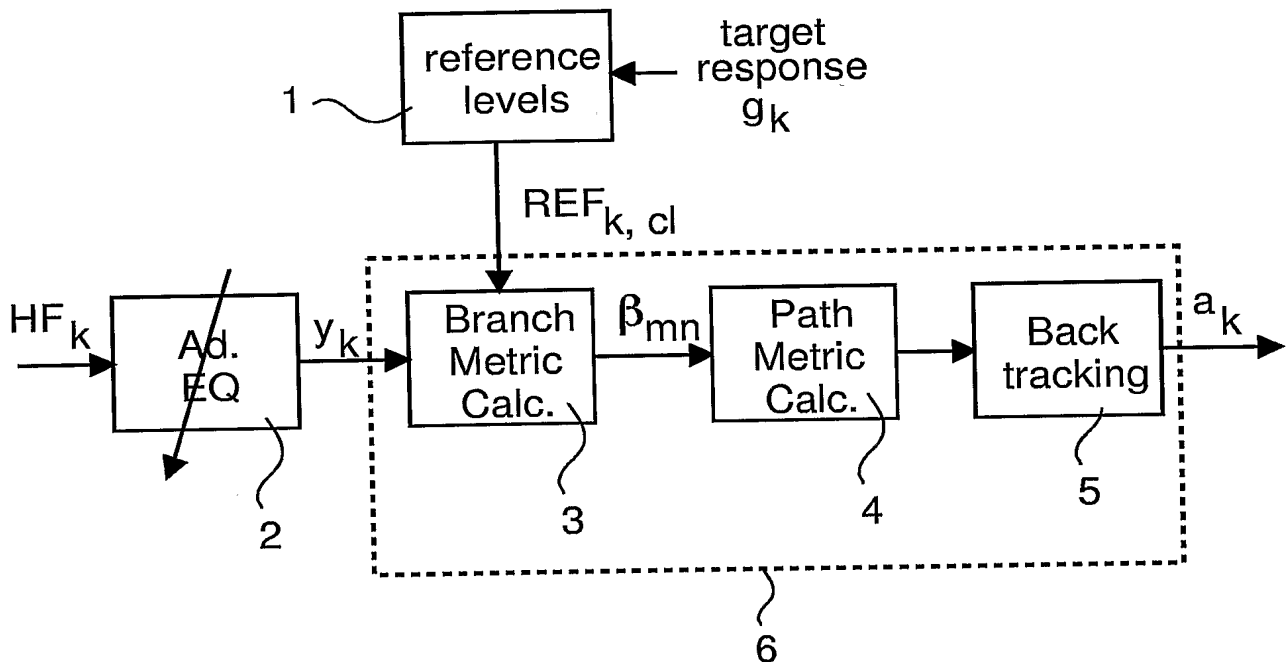 reference
levels
target
response
g_k
1
REF_k, cl
HF_k
Ad.
EQ
y_k
Branch
Metric
Calc.
β_mn
Path
Metric
Calc.
Back
tracking
a_k
2
3
4
5
6